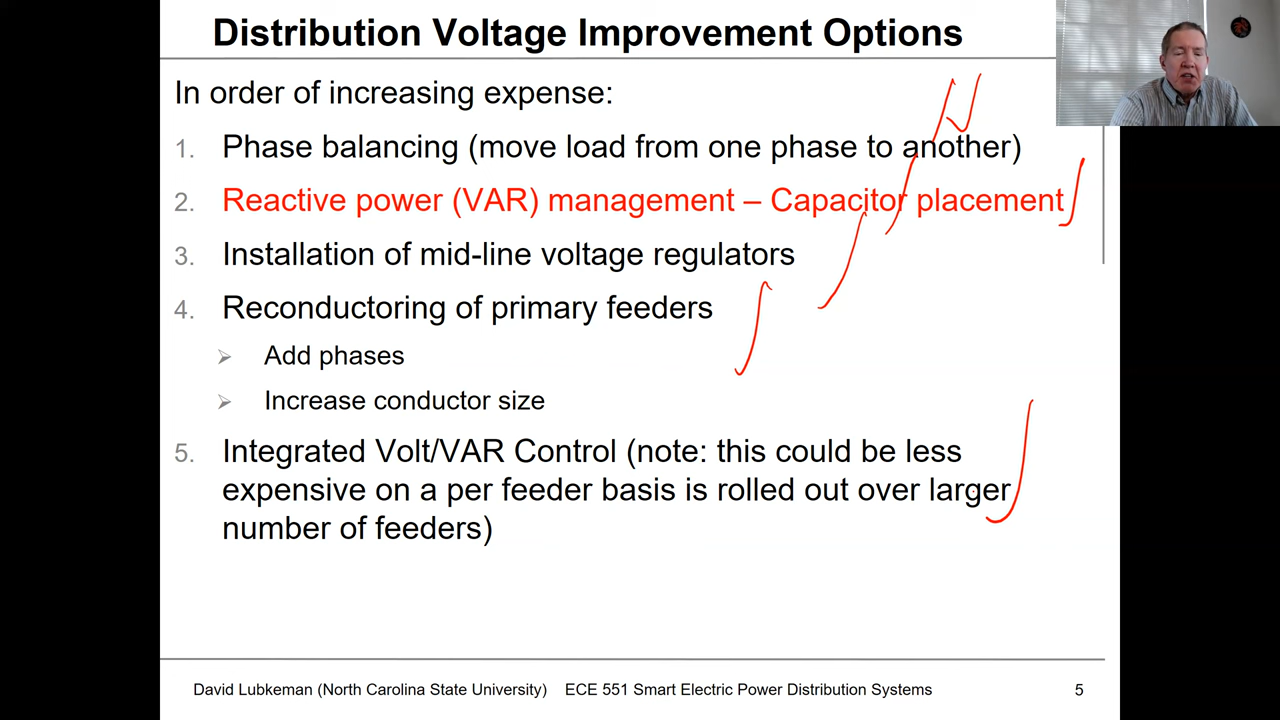 Distribution Voltage Improvement Options
In order of increasing expense:
1. Phase balancing (move load from one phase to another)
2. Reactive power (VAR) management – Capacitor placement
3. Installation of mid-line voltage regulators
4. Reconductoring of primary feeders
Add phases
Increase conductor size
5. Integrated Volt/VAR Control (note: this could be less
expensive on a per feeder basis is rolled out over larger
number of feeders)
David Lubkeman (North Carolina State University) ECE 551 Smart Electric Power Distribution Systems 5